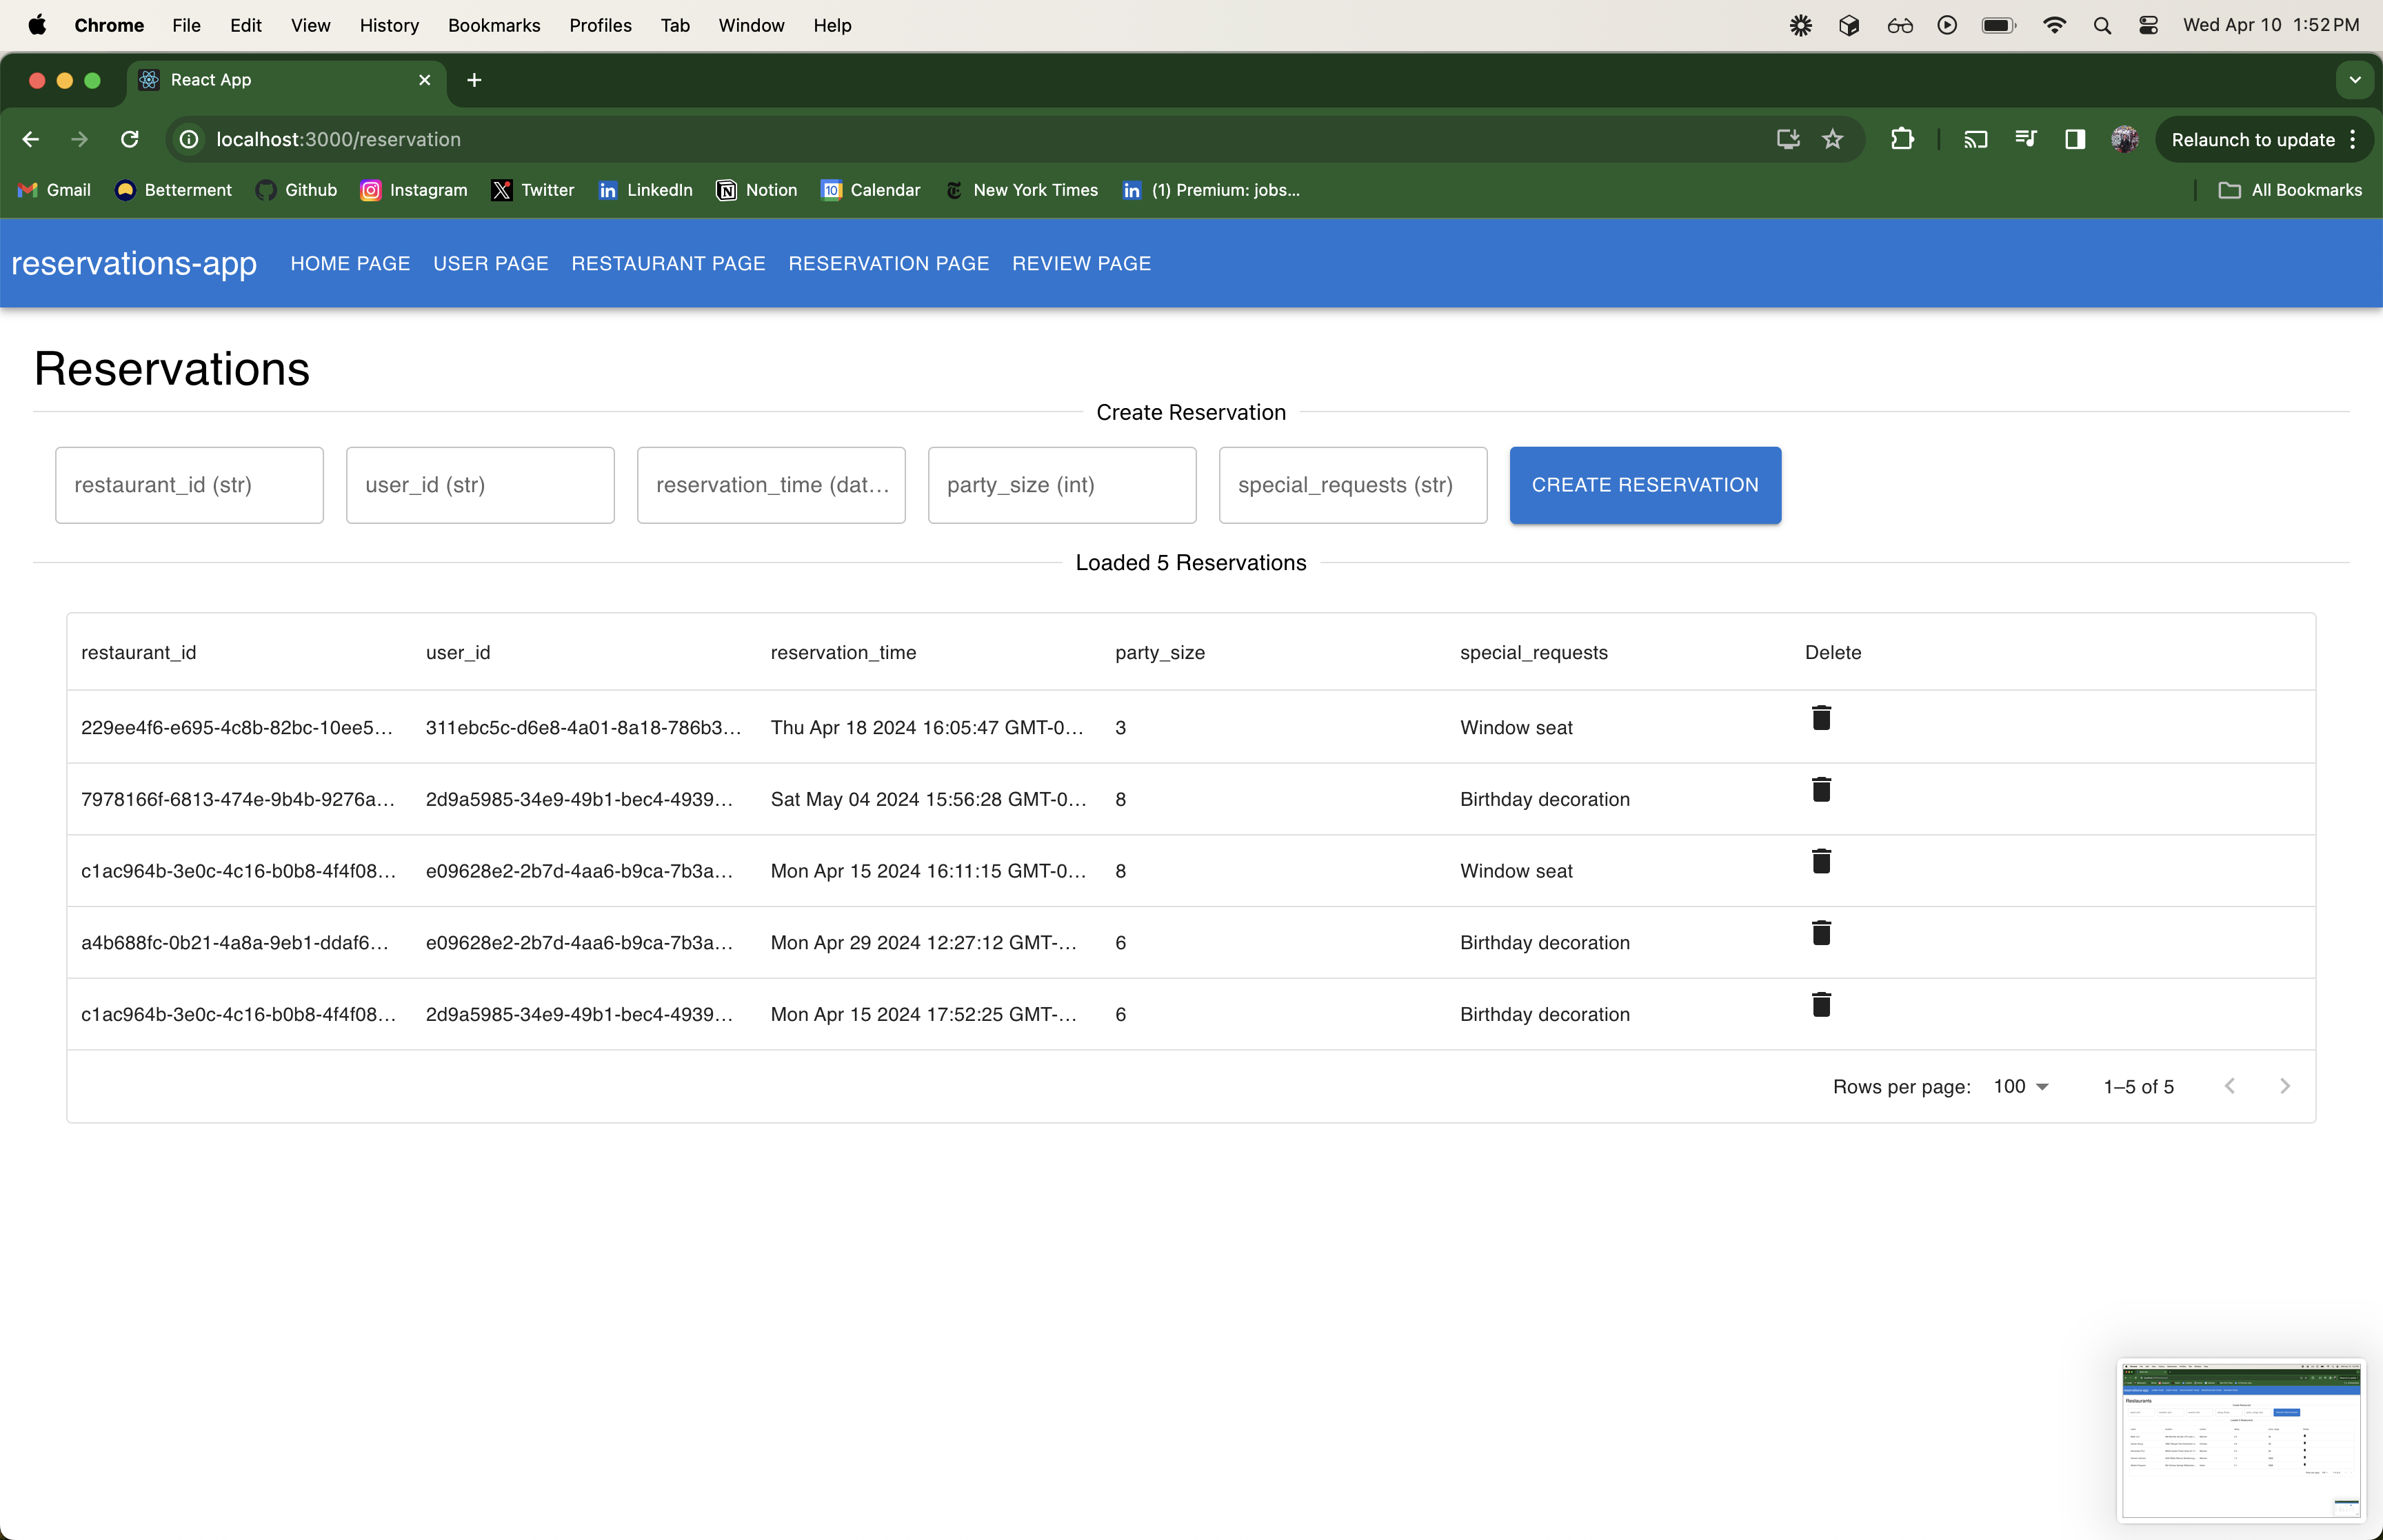 Chrome File Edit View History Bookmarks Profiles Tab Window Help Wed Apr 10 1:52 PM
React App
localhost:3000/reservation Relaunch to update
Gmail Betterment Github Instagram Twitter LinkedIn Notion 10 Calendar New York Times (1) Premium: jobs... All Bookmarks
reservations-app HOME PAGE USER PAGE RESTAURANT PAGE RESERVATION PAGE REVIEW PAGE
Reservations
Create Reservation
restaurant_id (str) user_id (str) reservation_time (dat... party_size (int) special_requests (str) CREATE RESERVATION
Loaded 5 Reservations
restaurant_id user_id reservation_time party_size special_requests Delete
229ee4f6-e695-4c8b-82bc-10ee5... 311ebc5c-d6e8-4a01-8a18-786b3... Thu Apr 18 2024 16:05:47 GMT-0... 3 Window seat
7978166f-6813-474e-9b4b-9276a... 2d9a5985-34e9-49b1-bec4-4939... Sat May 04 2024 15:56:28 GMT-0... 8 Birthday decoration
c1ac964b-3e0c-4c16-b0b8-4f4f08... e09628e2-2b7d-4aa6-b9ca-7b3a... Mon Apr 15 2024 16:11:15 GMT-0... 8 Window seat
a4b688fc-0b21-4a8a-9eb1-ddaf6... e09628e2-2b7d-4aa6-b9ca-7b3a... Mon Apr 29 2024 12:27:12 GMT-... 6 Birthday decoration
c1ac964b-3e0c-4c16-b0b8-4f4f08... 2d9a5985-34e9-49b1-bec4-4939... Mon Apr 15 2024 17:52:25 GMT-... 6 Birthday decoration
Rows per page: 100 1–5 of 5
Restaurants